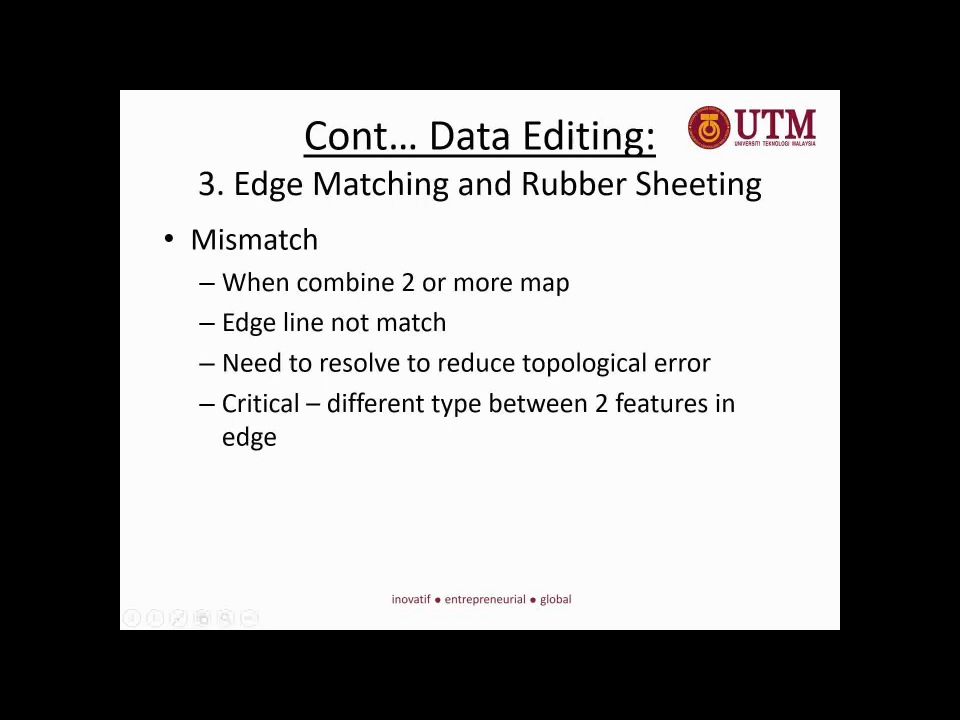 Cont… Data Editing:
UTM
UNIVERSITI TEKNOLOGI MALAYSIA
3. Edge Matching and Rubber Sheeting
• Mismatch
– When combine 2 or more map
– Edge line not match
– Need to resolve to reduce topological error
– Critical – different type between 2 features in
edge
inovatif ● entrepreneurial ● global